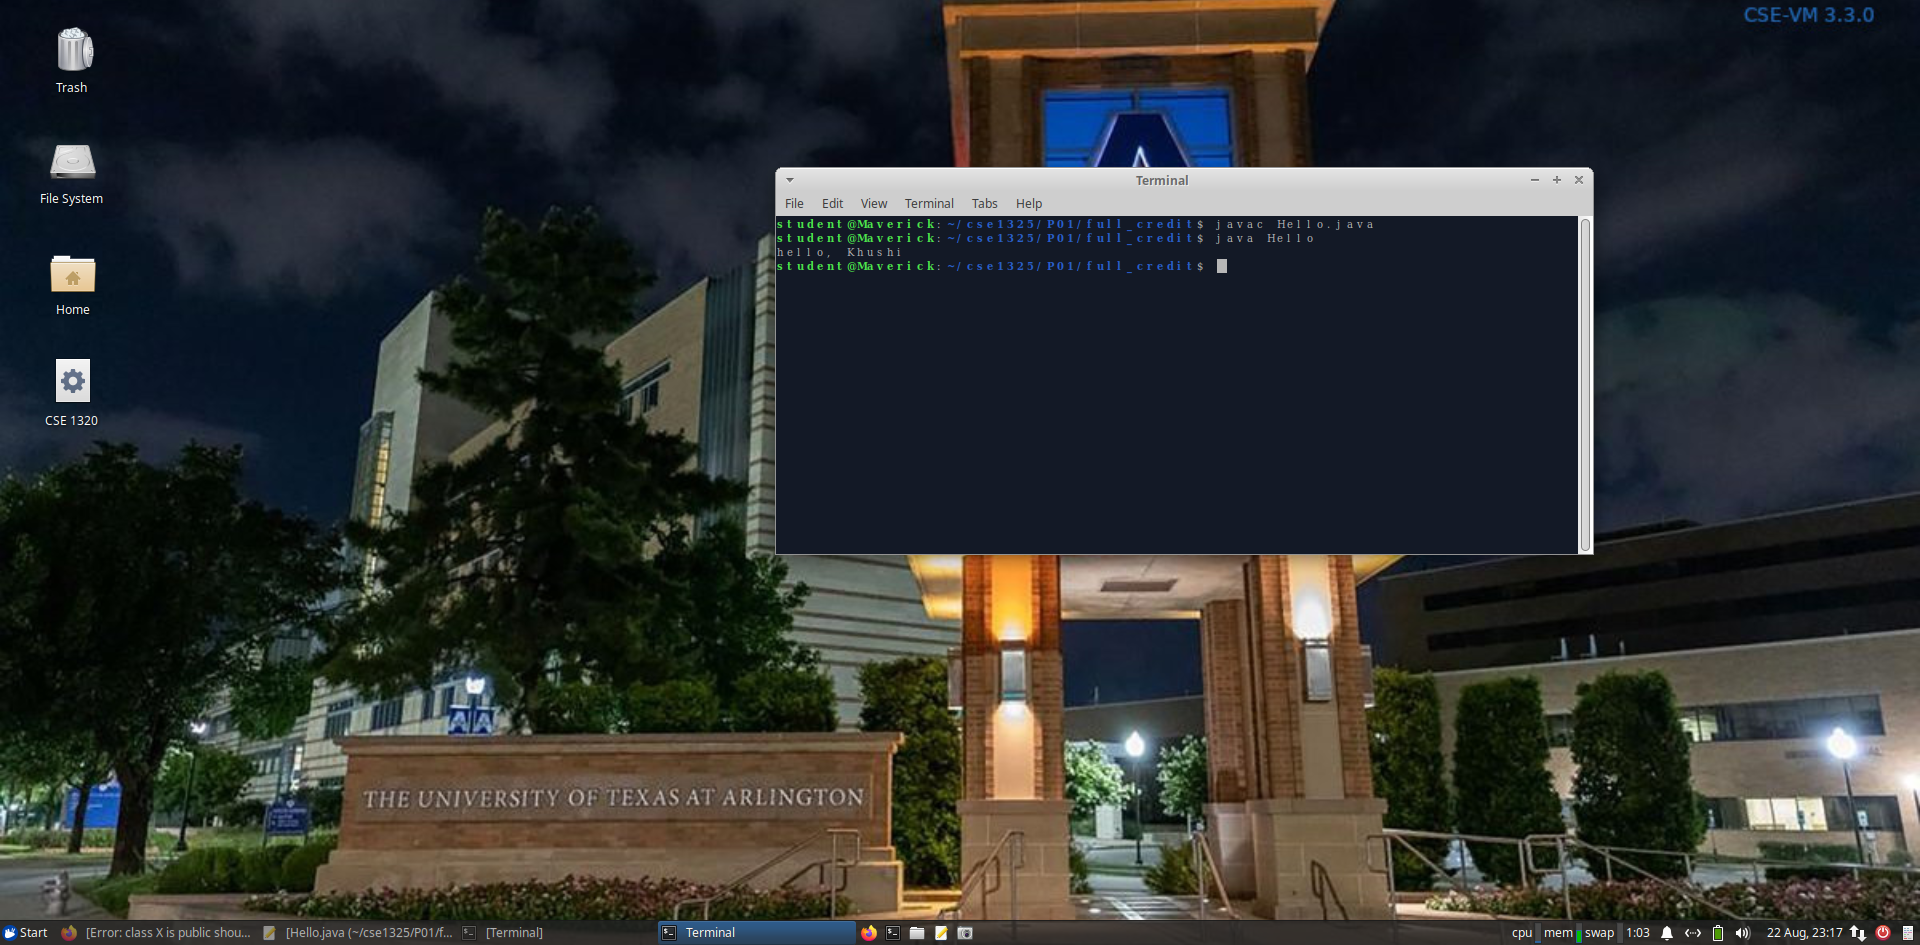 CSE-VM 3.3.0
Trash
File System
Home
CSE 1320
Terminal
File Edit View Terminal Tabs Help
student@Maverick:~/cse1325/P01/full_credit$ javac Hello.java
student@Maverick:~/cse1325/P01/full_credit$ java Hello
hello, Khushi
student@Maverick:~/cse1325/P01/full_credit$
THE UNIVERSITY OF TEXAS AT ARLINGTON
Start [Error: class X is public shou... [Hello.java (~/cse1325/P01/f... [Terminal] Terminal cpu mem swap 1:03 22 Aug, 23:17